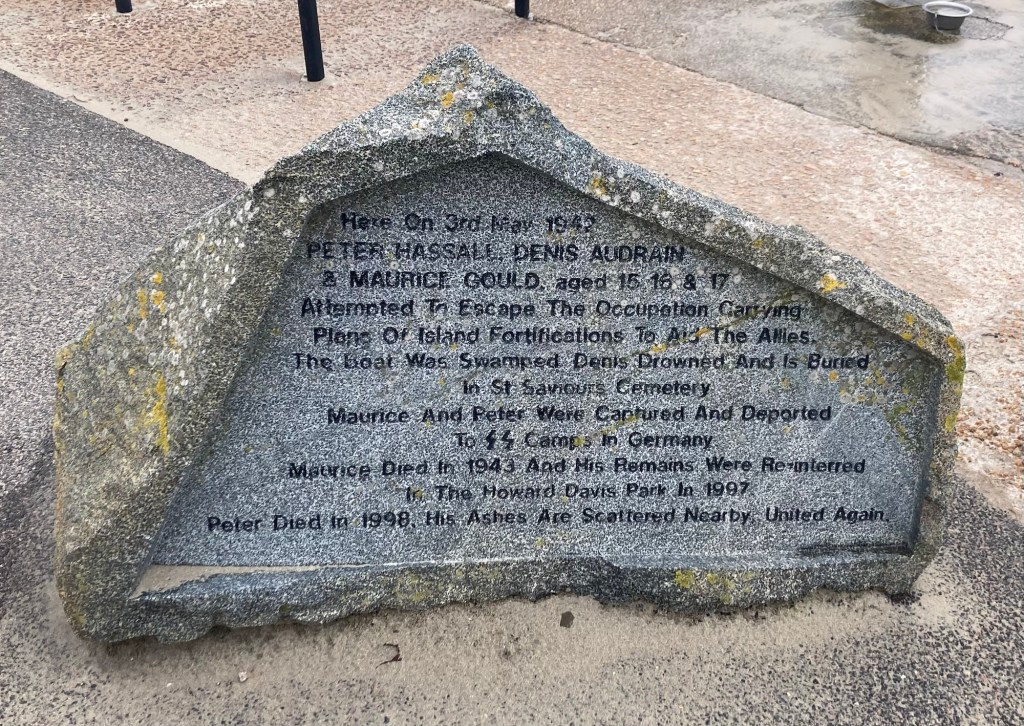 Here On 3rd May 1942
PETER HASSALL, DENIS AUDRAIN
& MAURICE GOULD, aged 15, 16 & 17
Attempted To Escape The Occupation Carrying
Plans Of Island Fortifications To Aid The Allies.
The Boat Was Swamped, Denis Drowned And Is Buried
In St Saviours Cemetery
Maurice And Peter Were Captured And Deported
To ᛋᛋ Camps In Germany
Maurice Died In 1943 And His Remains Were Re-interred
In The Howard Davis Park In 1997
Peter Died In 1998, His Ashes Are Scattered Nearby, United Again.